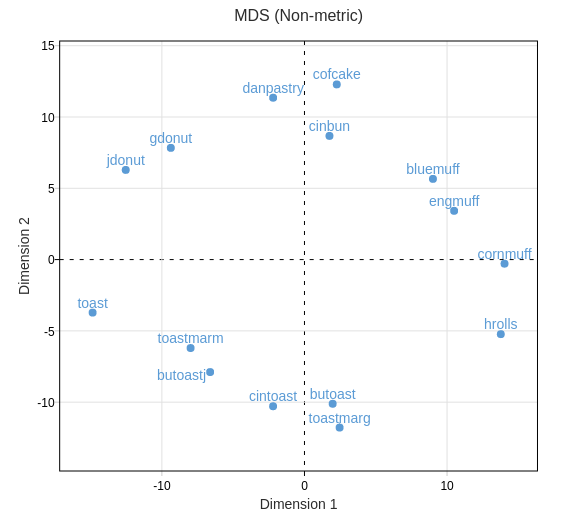 MDS (Non-metric)
15
cofcake
danpastry
10
cinbun
gdonut
jdonut
bluemuff
5
engmuff
cornmuff
0
Dimension 2
toast
hrolls
-5
toastmarm
butoastj
cintoast
butoast
-10
toastmarg
-10
0
10
Dimension 1